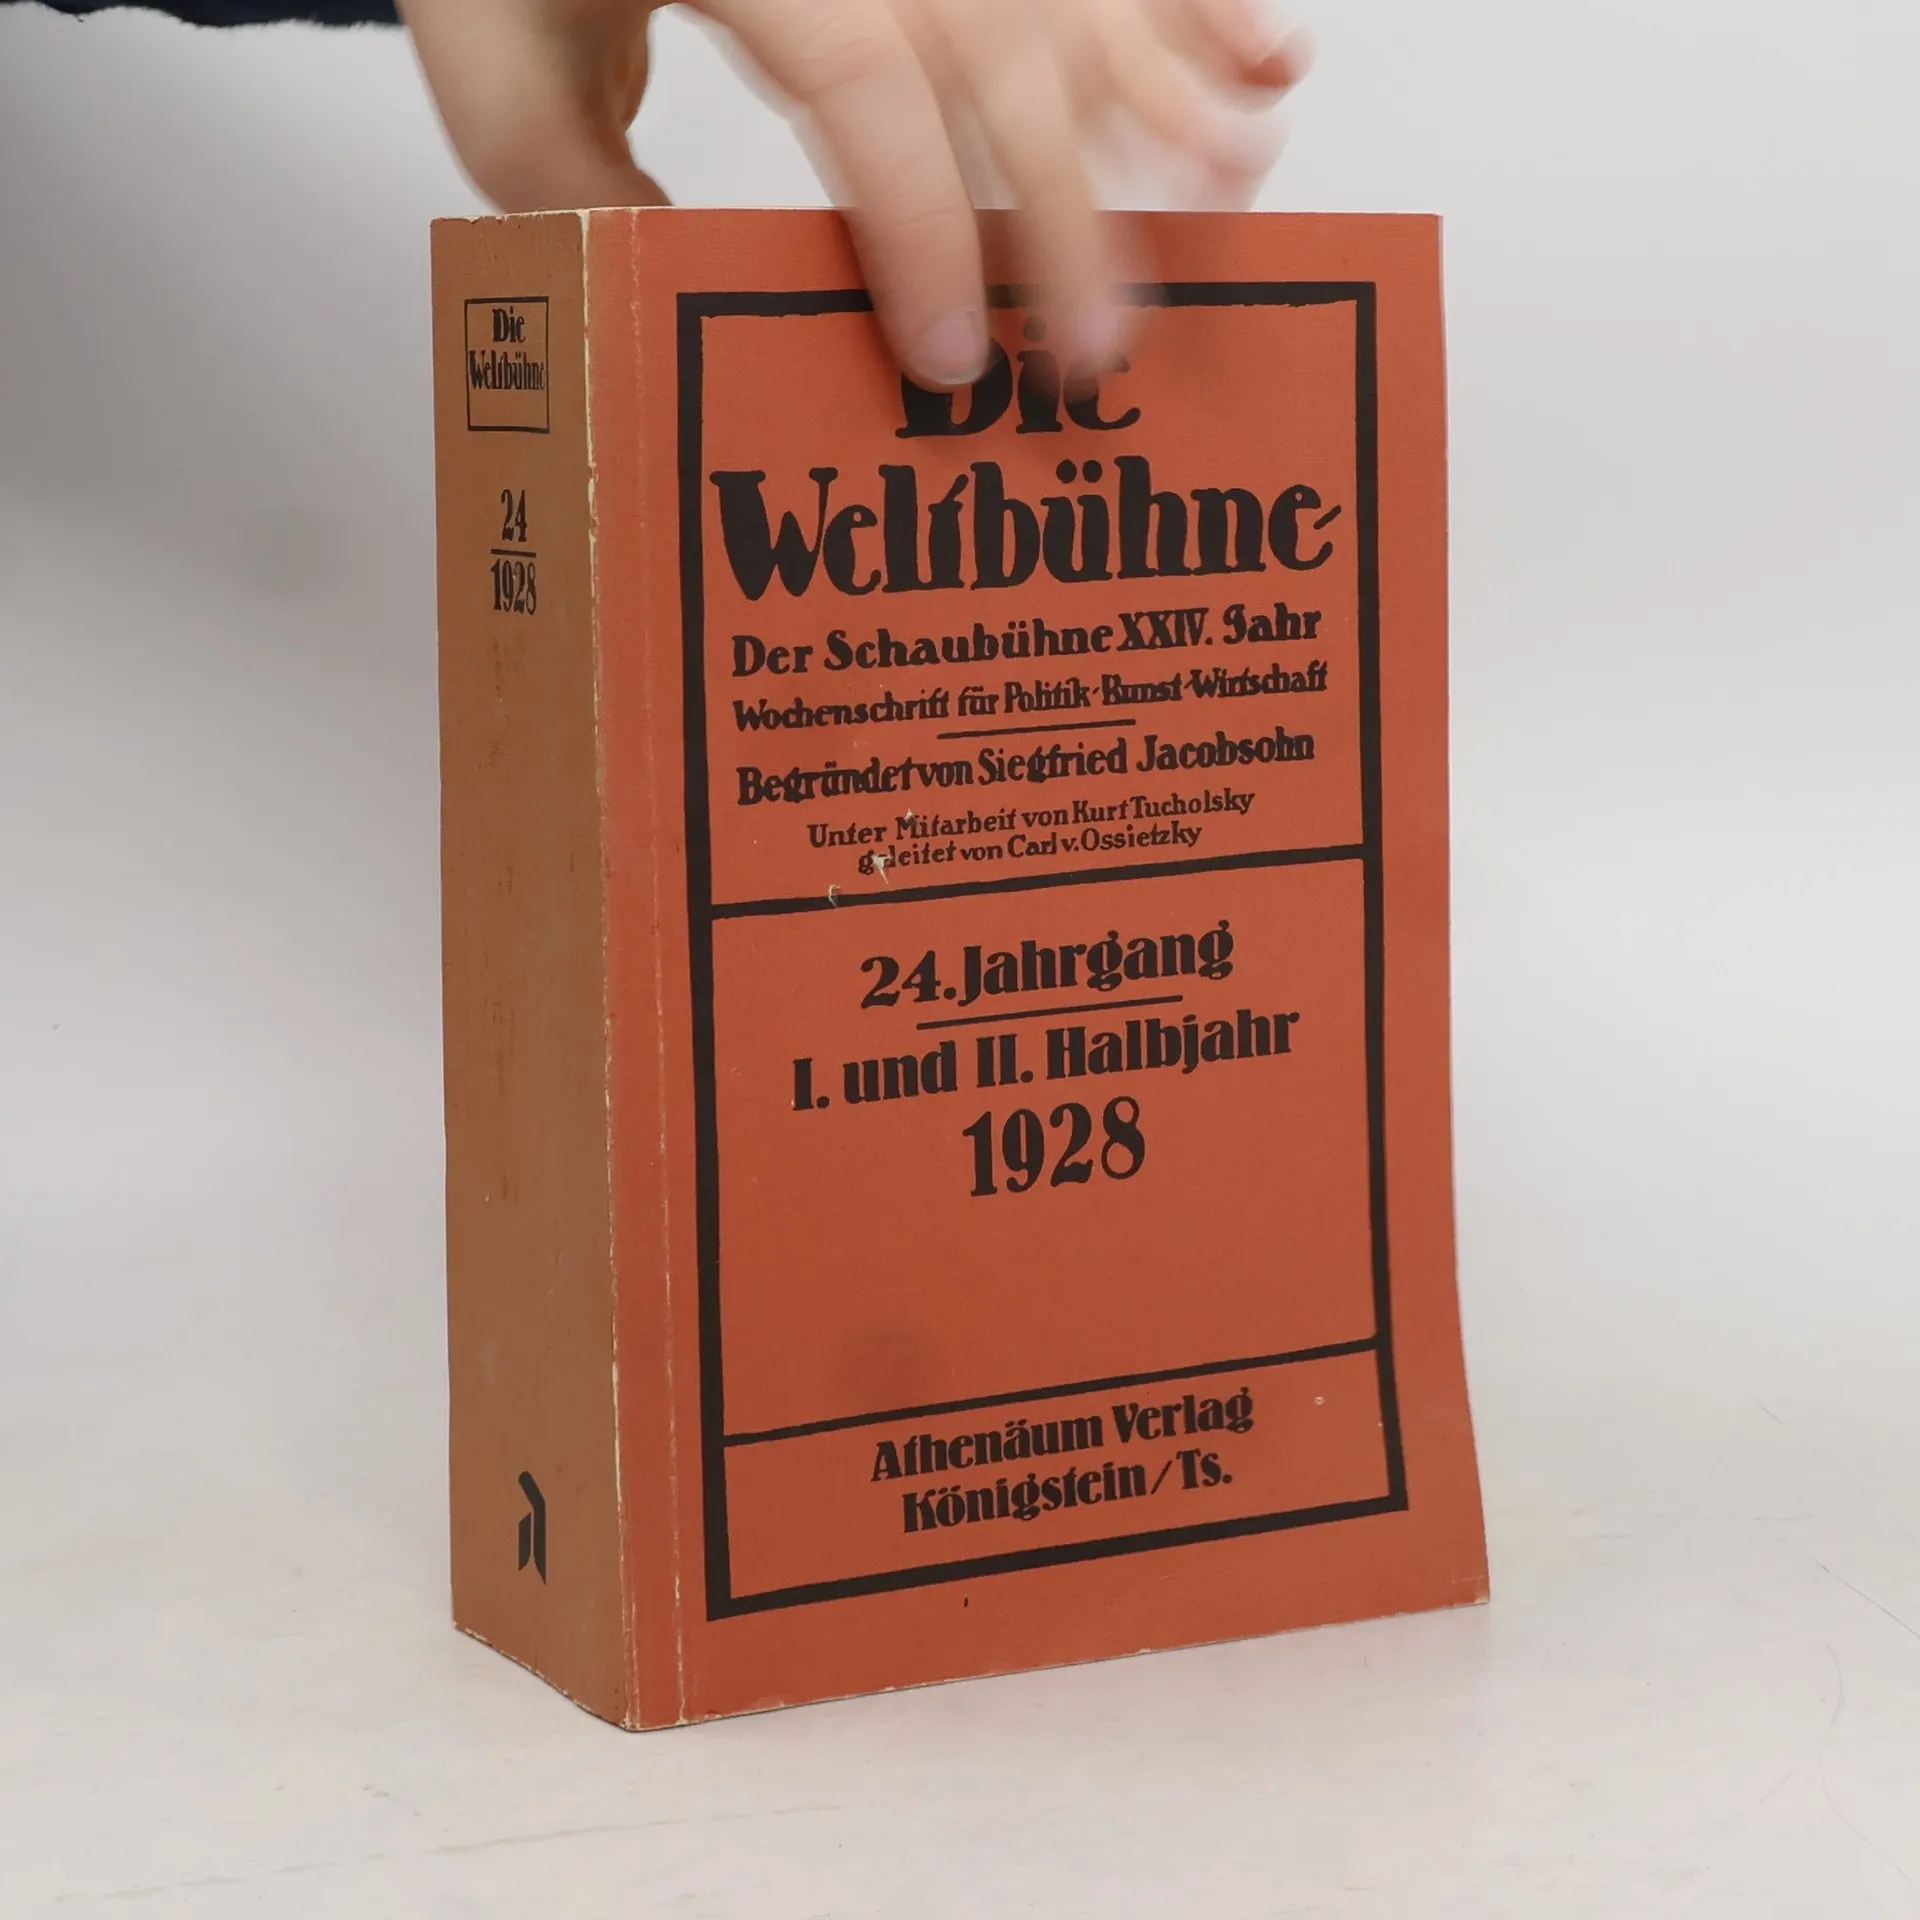 Die
Weltbühne
24
1928
Die
Weltbühne
Der Schaubühne XXIV. Jahr
Wochenschrift für Politik-Kunst-Wirtschaft
Begründet von Siegfried Jacobsohn
Unter Mitarbeit von Kurt Tucholsky
geleitet von Carl v. Ossietzky
24. Jahrgang
I. und II. Halbjahr
1928
Athenäum Verlag
Königstein/Ts.